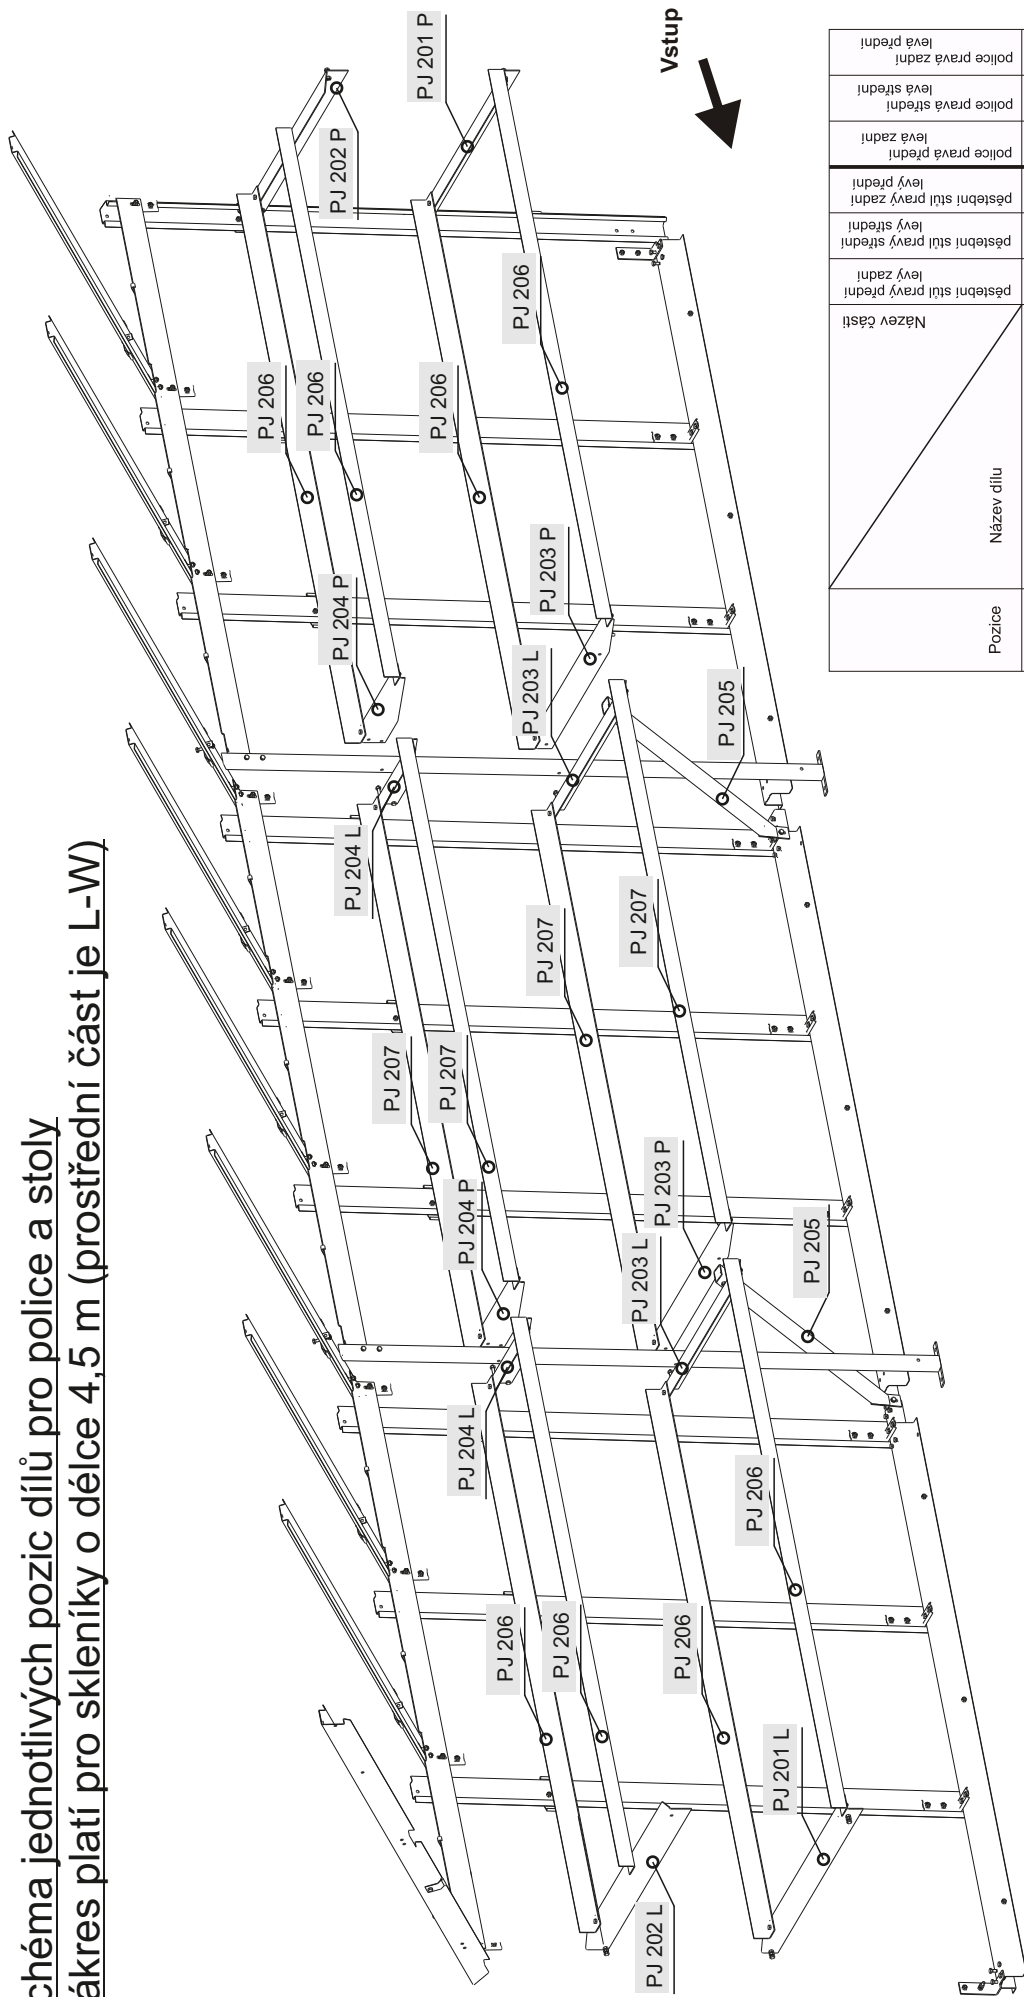 chéma jednotlivých pozic dílů pro police a stoly
ákres platí pro skleníky o délce 4,5 m (prostřední část je L-W)
Vstup
PJ 201 P
PJ 202 P
PJ 206
PJ 206
PJ 206
PJ 206
PJ 204 P
PJ 203 P
PJ 203 L
PJ 205
PJ 204 L
PJ 207
PJ 207
PJ 207
PJ 207
PJ 204 P
PJ 203 P
PJ 203 L
PJ 205
PJ 204 L
PJ 206
PJ 206
PJ 206
PJ 206
PJ 201 L
PJ 202 L
Pozice
Název dílu
Název části
pěstební stůl pravý přední
levý zadní
pěstební stůl pravý střední
levý střední
pěstební stůl pravý zadní
levý přední
police pravá přední
levá zadní
police pravá střední
levá střední
police pravá zadní
levá přední